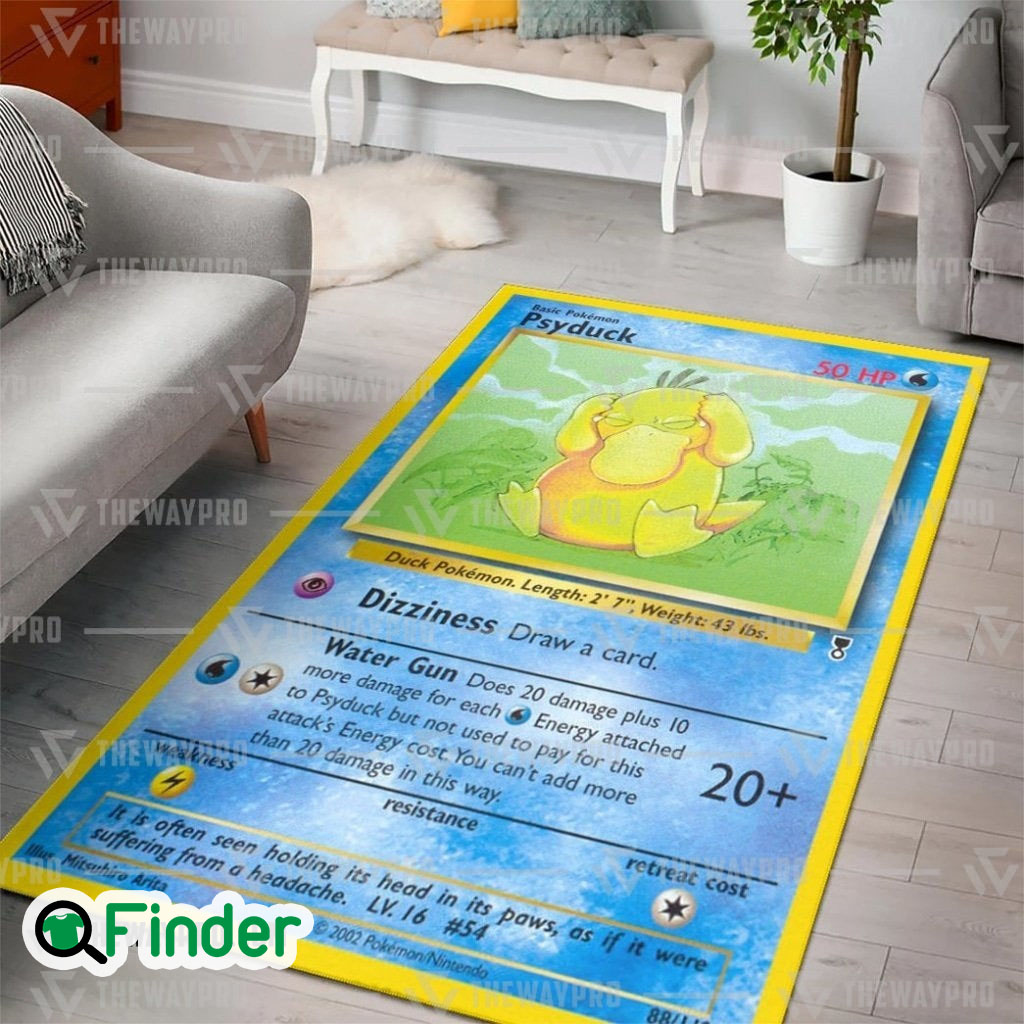 THEWAYPRO
Basic Pokémon
Psyduck
50 HP
Duck Pokémon. Length: 2' 7", Weight: 43 lbs.
Dizziness Draw a card.
Water Gun Does 20 damage plus 10
more damage for each Energy attached
to Psyduck but not used to pay for this
attack's Energy cost. You can't add more
than 20 damage in this way.
20+
weakness
resistance
retreat cost
It is often seen holding its head in its paws, as if it were
suffering from a headache. LV. 16 #54
Illus. Mitsuhiro Arita
© 2002 Pokémon/Nintendo
Finder